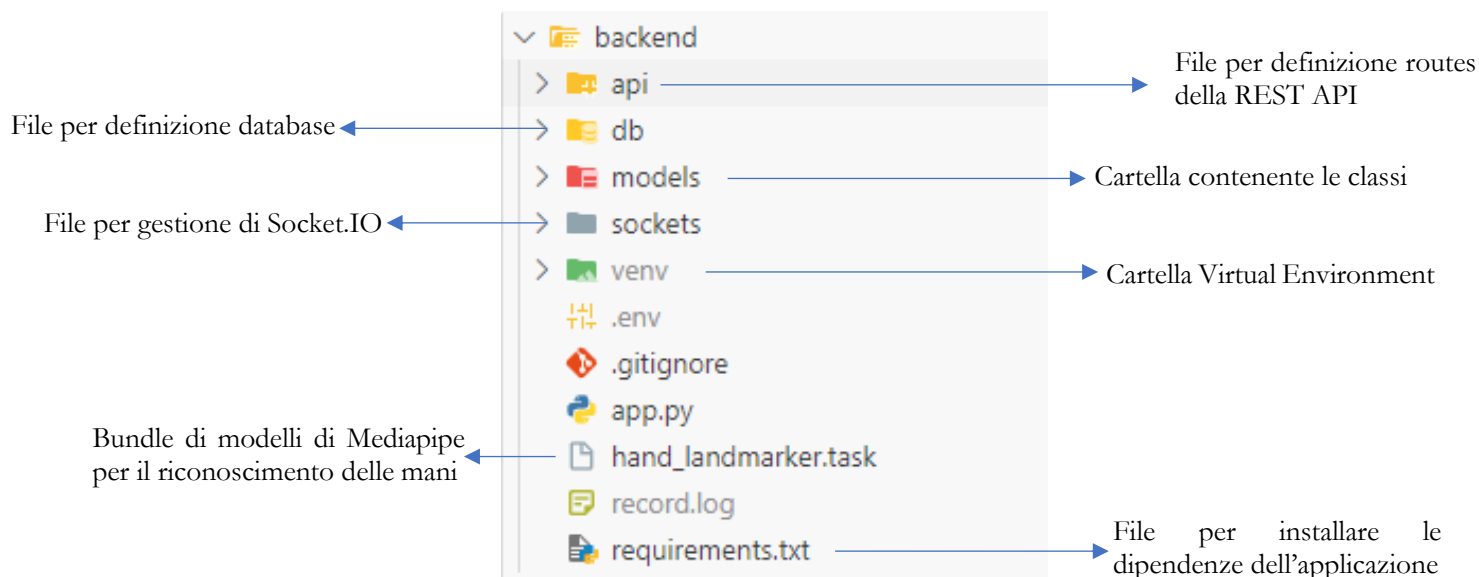 backend
api
File per definizione routes
della REST API
File per definizione database
db
models
Cartella contenente le classi
File per gestione di Socket.IO
sockets
venv
Cartella Virtual Environment
.env
.gitignore
app.py
Bundle di modelli di Mediapipe
per il riconoscimento delle mani
hand_landmarker.task
record.log
requirements.txt
File per installare le
dipendenze dell’applicazione